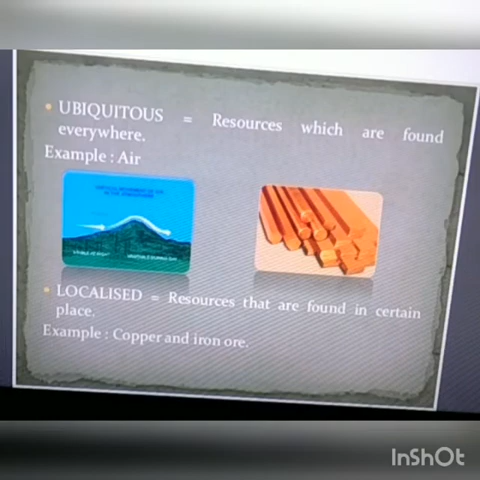 • UBIQUITOUS = Resources which are found
everywhere.
Example : Air
• LOCALISED = Resources that are found in certain
place.
Example : Copper and iron ore.
InShOt